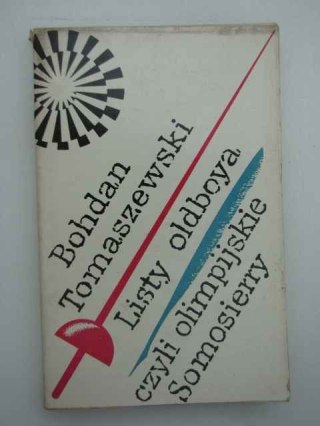 Bohdan
Tomaszewski
Listy oldboya
czyli olimpijskie
Somosierry